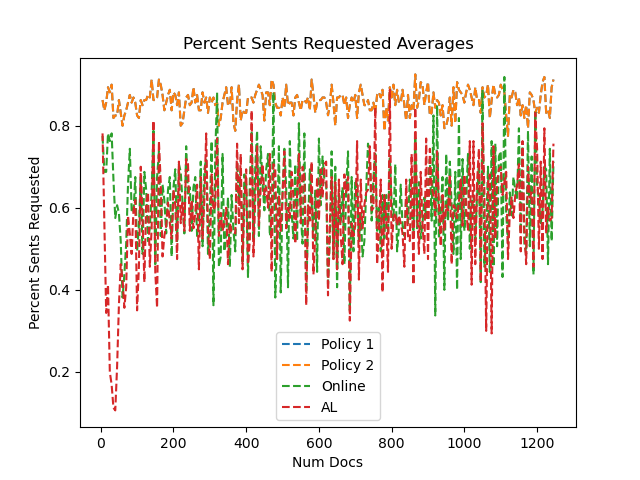 Percent Sents Requested Averages
Percent Sents Requested
0.8
0.6
0.4
0.2
Policy 1
Policy 2
Online
AL
0 200 400 600 800 1000 1200
Num Docs